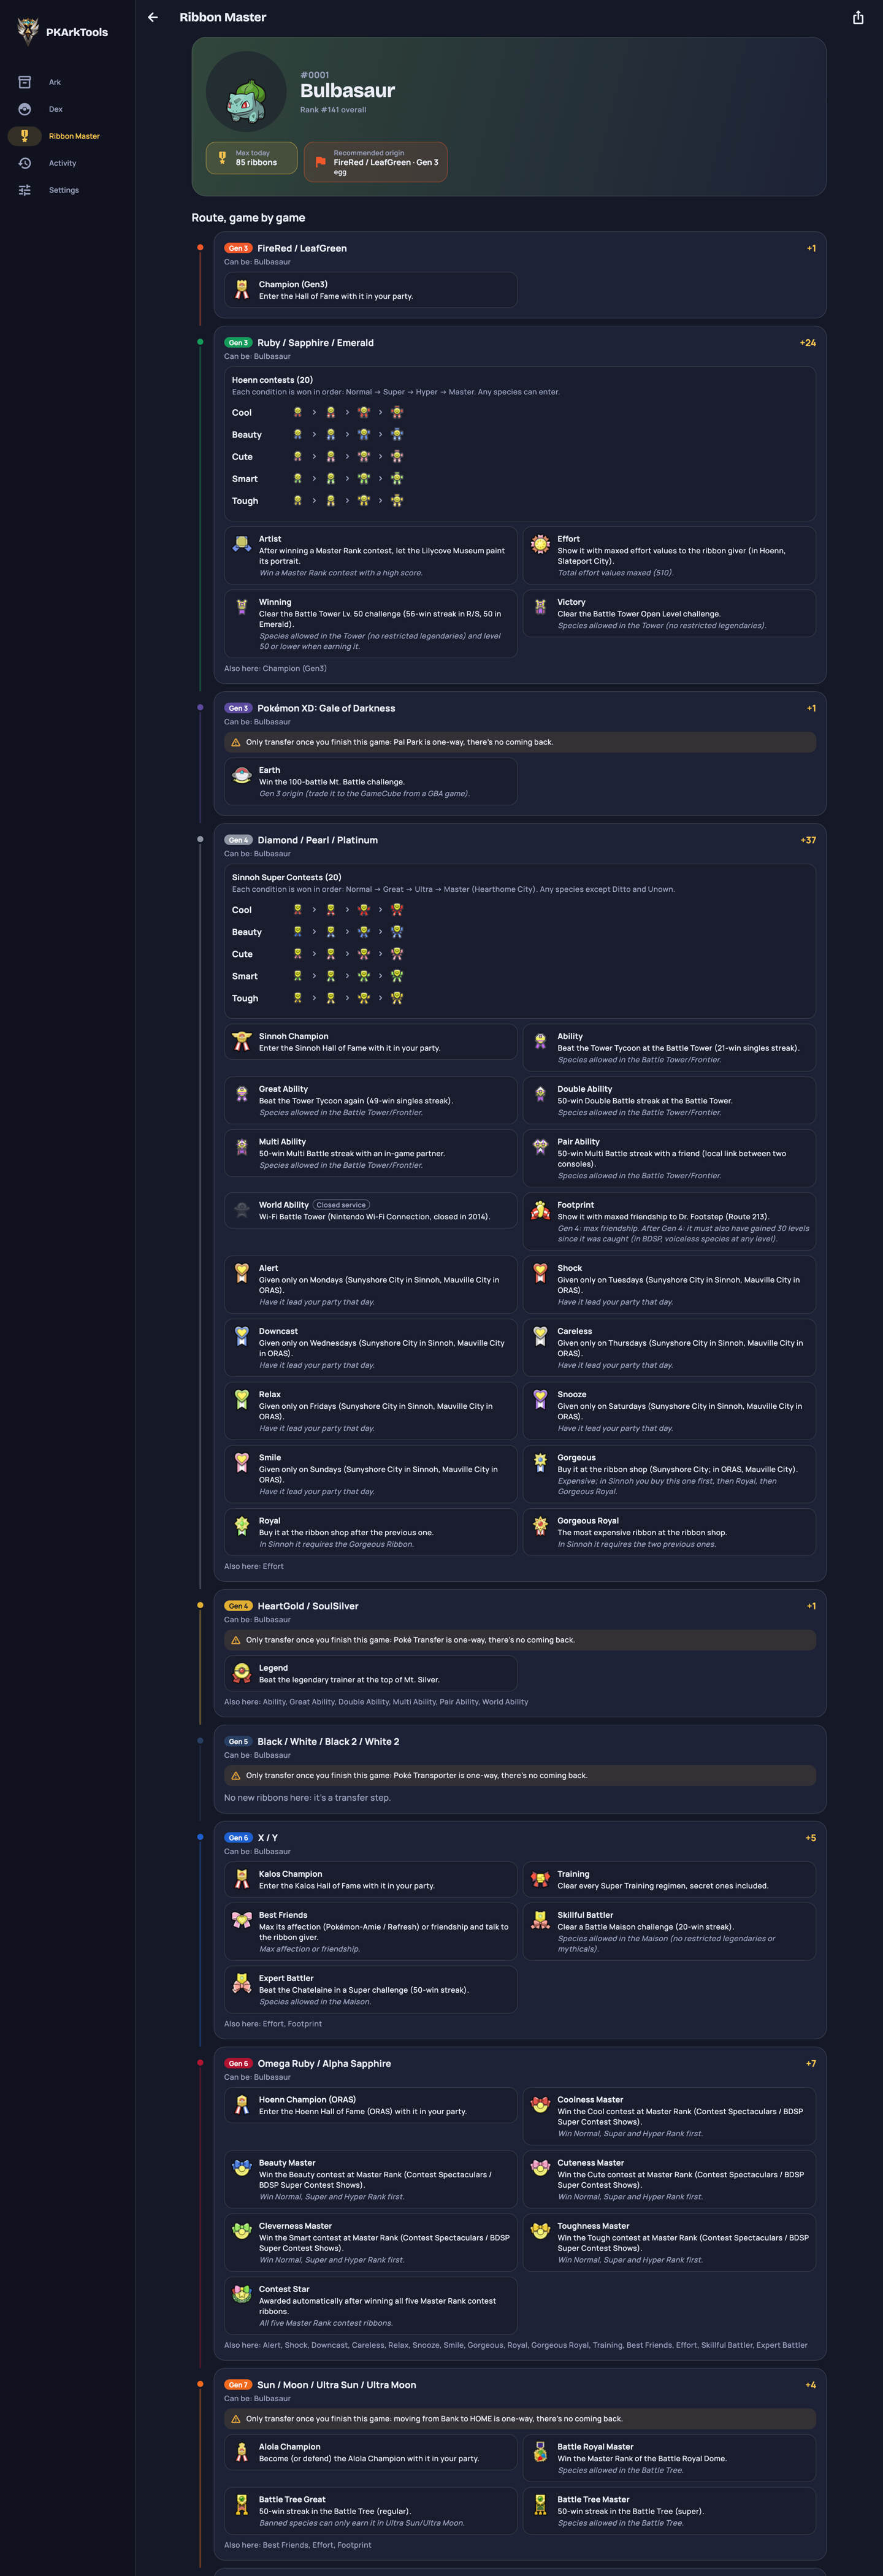 PKArkTools
Ark
Dex
Ribbon Master
Activity
Settings
Ribbon Master
#0001
Bulbasaur
Rank #141 overall
Max today
85 ribbons
Recommended origin
FireRed / LeafGreen · Gen 3
egg
Route, game by game
Gen 3 FireRed / LeafGreen +1
Can be: Bulbasaur
Champion (Gen3)
Enter the Hall of Fame with it in your party.
Gen 3 Ruby / Sapphire / Emerald +24
Can be: Bulbasaur
Hoenn contests (20)
Each condition is won in order: Normal → Super → Hyper → Master. Any species can enter.
Cool
Beauty
Cute
Smart
Tough
Artist
After winning a Master Rank contest, let the Lilycove Museum paint
its portrait.
Win a Master Rank contest with a high score.
Effort
Show it with maxed effort values to the ribbon giver (in Hoenn,
Slateport City).
Total effort values maxed (510).
Winning
Clear the Battle Tower Lv. 50 challenge (56-win streak in R/S, 50 in
Emerald).
Species allowed in the Tower (no restricted legendaries) and level
50 or lower when earning it.
Victory
Clear the Battle Tower Open Level challenge.
Species allowed in the Tower (no restricted legendaries).
Also here: Champion (Gen3)
Gen 3 Pokémon XD: Gale of Darkness +1
Can be: Bulbasaur
Only transfer once you finish this game: Pal Park is one-way, there's no coming back.
Earth
Win the 100-battle Mt. Battle challenge.
Gen 3 origin (trade it to the GameCube from a GBA game).
Gen 4 Diamond / Pearl / Platinum +37
Can be: Bulbasaur
Sinnoh Super Contests (20)
Each condition is won in order: Normal → Great → Ultra → Master (Hearthome City). Any species except Ditto and Unown.
Cool
Beauty
Cute
Smart
Tough
Sinnoh Champion
Enter the Sinnoh Hall of Fame with it in your party.
Ability
Beat the Tower Tycoon at the Battle Tower (21-win singles streak).
Species allowed in the Battle Tower/Frontier.
Great Ability
Beat the Tower Tycoon again (49-win singles streak).
Species allowed in the Battle Tower/Frontier.
Double Ability
50-win Double Battle streak at the Battle Tower.
Species allowed in the Battle Tower/Frontier.
Multi Ability
50-win Multi Battle streak with an in-game partner.
Species allowed in the Battle Tower/Frontier.
Pair Ability
50-win Multi Battle streak with a friend (local link between two
consoles).
Species allowed in the Battle Tower/Frontier.
World Ability Closed service
Wi-Fi Battle Tower (Nintendo Wi-Fi Connection, closed in 2014).
Footprint
Show it with maxed friendship to Dr. Footstep (Route 213).
Gen 4: max friendship. After Gen 4: it must also have gained 30 levels
since it was caught (in BDSP, voiceless species at any level).
Alert
Given only on Mondays (Sunyshore City in Sinnoh, Mauville City in
ORAS).
Have it lead your party that day.
Shock
Given only on Tuesdays (Sunyshore City in Sinnoh, Mauville City in
ORAS).
Have it lead your party that day.
Downcast
Given only on Wednesdays (Sunyshore City in Sinnoh, Mauville City
in ORAS).
Have it lead your party that day.
Careless
Given only on Thursdays (Sunyshore City in Sinnoh, Mauville City in
ORAS).
Have it lead your party that day.
Relax
Given only on Fridays (Sunyshore City in Sinnoh, Mauville City in
ORAS).
Have it lead your party that day.
Snooze
Given only on Saturdays (Sunyshore City in Sinnoh, Mauville City in
ORAS).
Have it lead your party that day.
Smile
Given only on Sundays (Sunyshore City in Sinnoh, Mauville City in
ORAS).
Have it lead your party that day.
Gorgeous
Buy it at the ribbon shop (Sunyshore City; in ORAS, Mauville City).
Expensive; in Sinnoh you buy this one first, then Royal, then
Gorgeous Royal.
Royal
Buy it at the ribbon shop after the previous one.
In Sinnoh it requires the Gorgeous Ribbon.
Gorgeous Royal
The most expensive ribbon at the ribbon shop.
In Sinnoh it requires the two previous ones.
Also here: Effort
Gen 4 HeartGold / SoulSilver +1
Can be: Bulbasaur
Only transfer once you finish this game: Poké Transfer is one-way, there's no coming back.
Legend
Beat the legendary trainer at the top of Mt. Silver.
Also here: Ability, Great Ability, Double Ability, Multi Ability, Pair Ability, World Ability
Gen 5 Black / White / Black 2 / White 2
Can be: Bulbasaur
Only transfer once you finish this game: Poké Transporter is one-way, there's no coming back.
No new ribbons here: it's a transfer step.
Gen 6 X / Y +5
Can be: Bulbasaur
Kalos Champion
Enter the Kalos Hall of Fame with it in your party.
Training
Clear every Super Training regimen, secret ones included.
Best Friends
Max its affection (Pokémon-Amie / Refresh) or friendship and talk to
the ribbon giver.
Max affection or friendship.
Skillful Battler
Clear a Battle Maison challenge (20-win streak).
Species allowed in the Maison (no restricted legendaries or
mythicals).
Expert Battler
Beat the Chatelaine in a Super challenge (50-win streak).
Species allowed in the Maison.
Also here: Effort, Footprint
Gen 6 Omega Ruby / Alpha Sapphire +7
Can be: Bulbasaur
Hoenn Champion (ORAS)
Enter the Hoenn Hall of Fame (ORAS) with it in your party.
Coolness Master
Win the Cool contest at Master Rank (Contest Spectaculars / BDSP
Super Contest Shows).
Win Normal, Super and Hyper Rank first.
Beauty Master
Win the Beauty contest at Master Rank (Contest Spectaculars /
BDSP Super Contest Shows).
Win Normal, Super and Hyper Rank first.
Cuteness Master
Win the Cute contest at Master Rank (Contest Spectaculars / BDSP
Super Contest Shows).
Win Normal, Super and Hyper Rank first.
Cleverness Master
Win the Smart contest at Master Rank (Contest Spectaculars / BDSP
Super Contest Shows).
Win Normal, Super and Hyper Rank first.
Toughness Master
Win the Tough contest at Master Rank (Contest Spectaculars / BDSP
Super Contest Shows).
Win Normal, Super and Hyper Rank first.
Contest Star
Awarded automatically after winning all five Master Rank contest
ribbons.
All five Master Rank contest ribbons.
Also here: Alert, Shock, Downcast, Careless, Relax, Snooze, Smile, Gorgeous, Royal, Gorgeous Royal, Training, Best Friends, Effort, Skillful Battler, Expert Battler
Gen 7 Sun / Moon / Ultra Sun / Ultra Moon +4
Can be: Bulbasaur
Only transfer once you finish this game: moving from Bank to HOME is one-way, there's no coming back.
Alola Champion
Become (or defend) the Alola Champion with it in your party.
Battle Royal Master
Win the Master Rank of the Battle Royal Dome.
Species allowed in the Battle Tree.
Battle Tree Great
50-win streak in the Battle Tree (regular).
Banned species can only earn it in Ultra Sun/Ultra Moon.
Battle Tree Master
50-win streak in the Battle Tree (super).
Species allowed in the Battle Tree.
Also here: Best Friends, Effort, Footprint